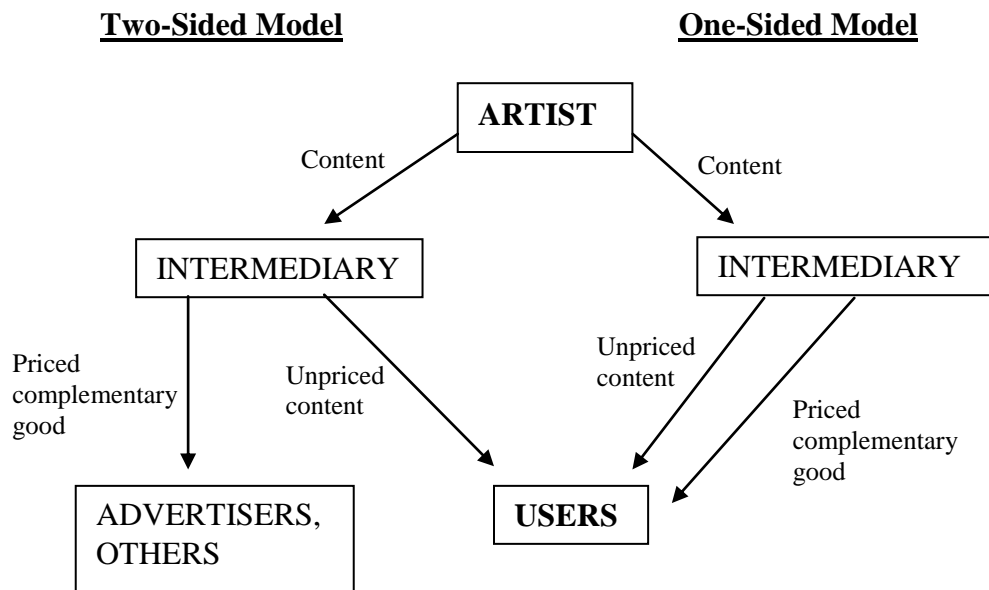 Two-Sided Model
One-Sided Model
ARTIST
Content
Content
INTERMEDIARY
INTERMEDIARY
Priced
complementary
good
Unpriced
content
Unpriced
content
Priced
complementary
good
ADVERTISERS,
OTHERS
USERS